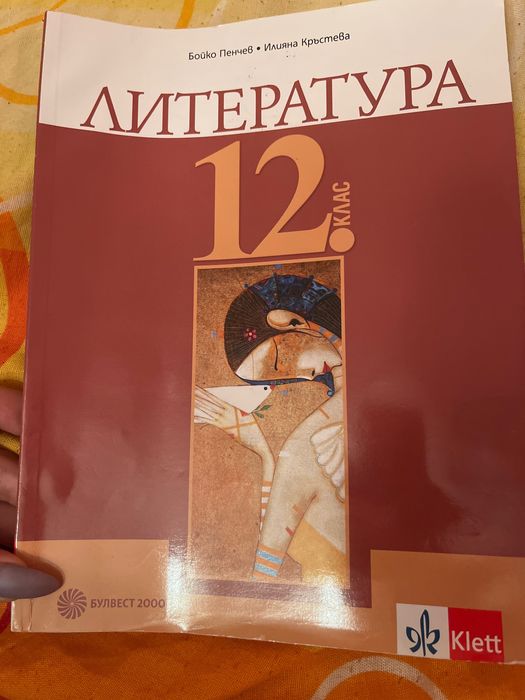 Бойко Пенчев • Илияна Кръстева
ЛИТЕРАТУРА
12.
КЛАС
БУЛВЕСТ 2000
Klett